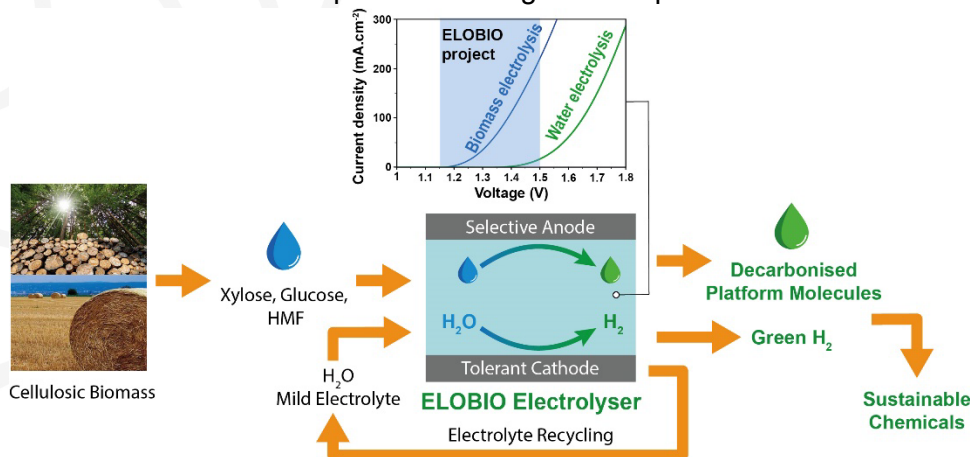 ELOBIO
project
Biomass electrolysis
Water electrolysis
Current density (mA.cm⁻²)
300
200
100
0
1 1.1 1.2 1.3 1.4 1.5 1.6 1.7 1.8
Voltage (V)
Cellulosic Biomass
Xylose, Glucose,
HMF
H₂O
Mild Electrolyte
Selective Anode
H₂O
H₂
Tolerant Cathode
ELOBIO Electrolyser
Electrolyte Recycling
Decarbonised
Platform Molecules
Green H₂
Sustainable
Chemicals